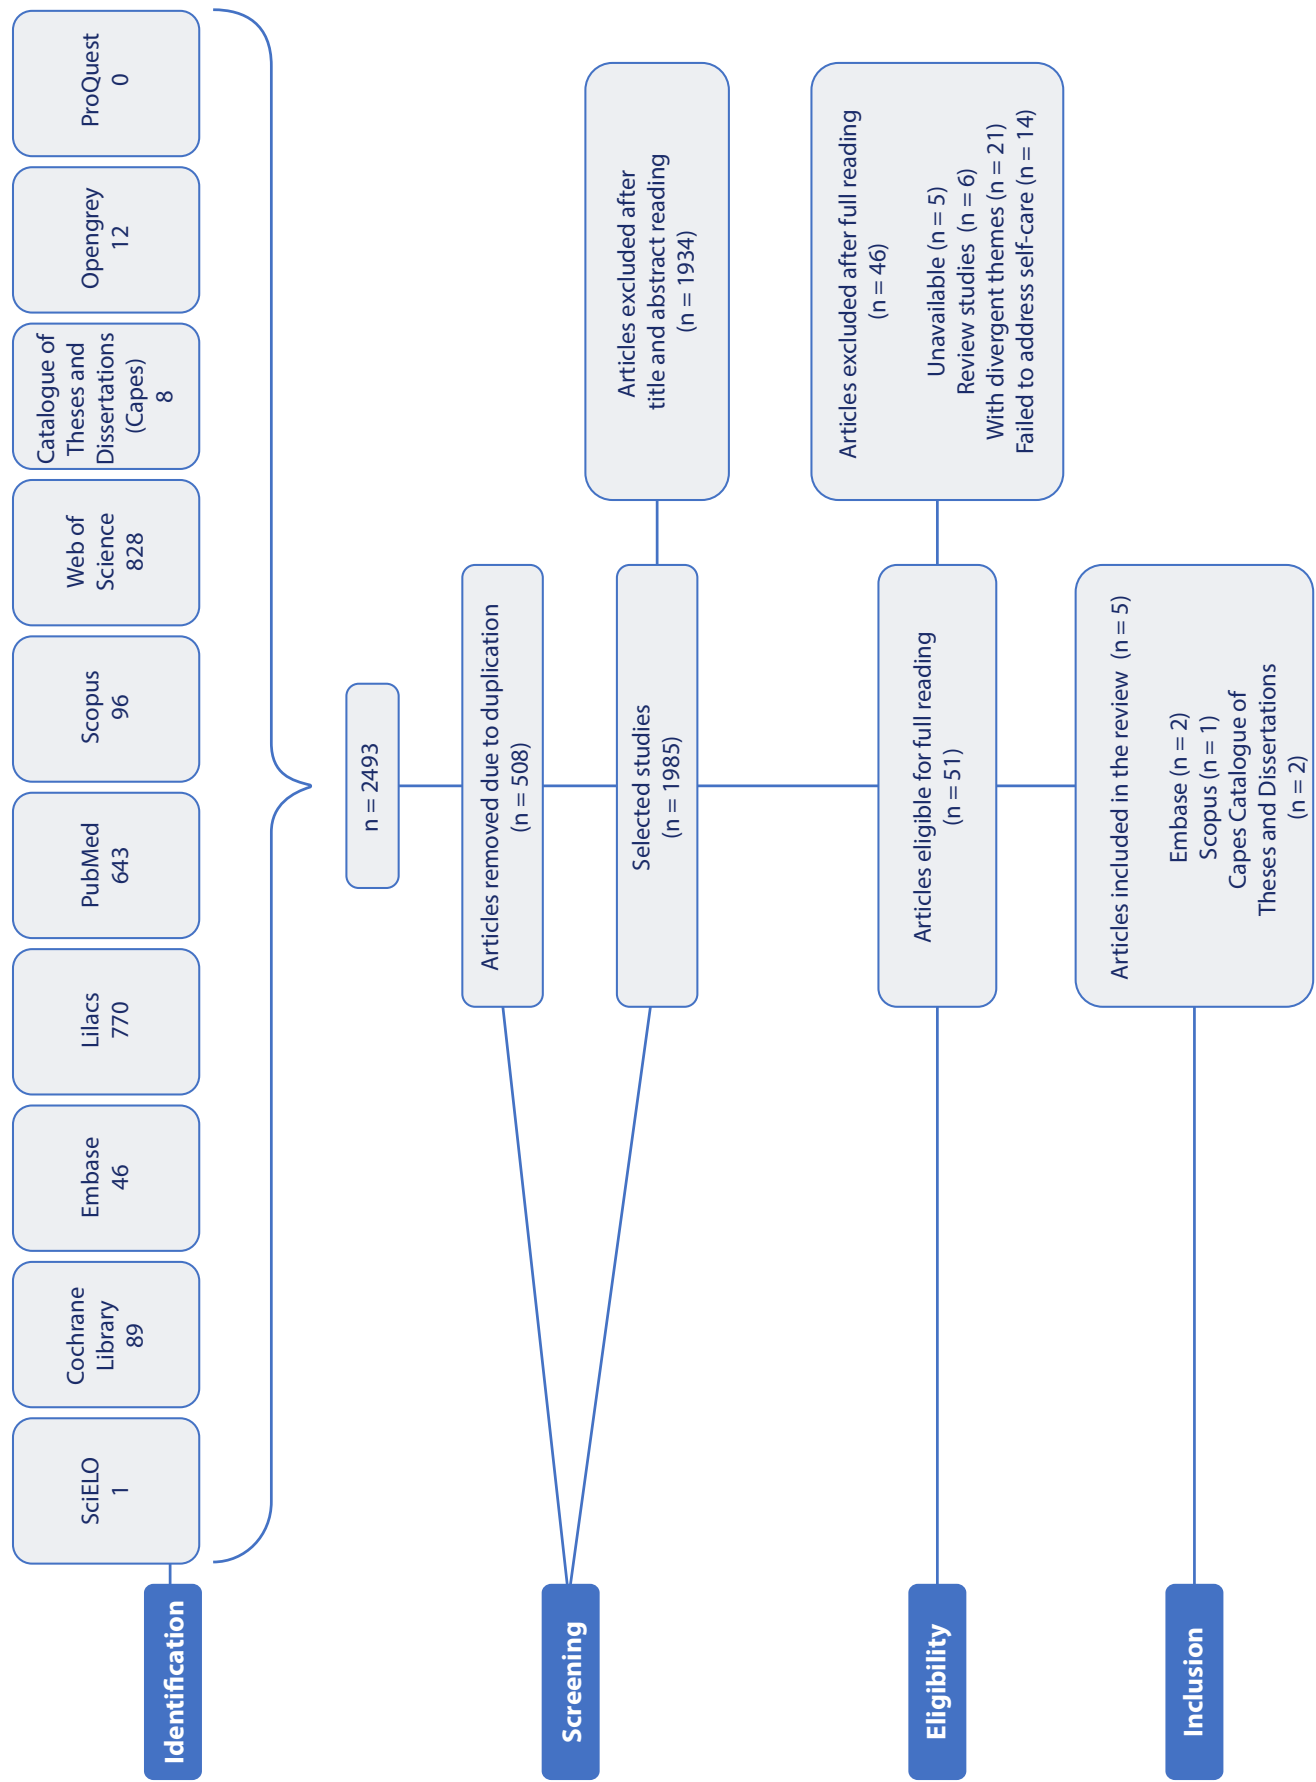 Identification
SciELO
1
Cochrane
Library
89
Embase
46
Lilacs
770
PubMed
643
Scopus
96
Web of
Science
828
Catalogue of
Theses and
Dissertations
(Capes)
8
Opengrey
12
ProQuest
0
n = 2493
Screening
Articles removed due to duplication
(n = 508)
Selected studies
(n = 1985)
Articles excluded after
title and abstract reading
(n = 1934)
Eligibility
Articles eligible for full reading
(n = 51)
Articles excluded after full reading
(n = 46)
Unavailable (n = 5)
Review studies (n = 6)
With divergent themes (n = 21)
Failed to address self-care (n = 14)
Inclusion
Articles included in the review (n = 5)
Embase (n = 2)
Scopus (n = 1)
Capes Catalogue of
Theses and Dissertations
(n = 2)